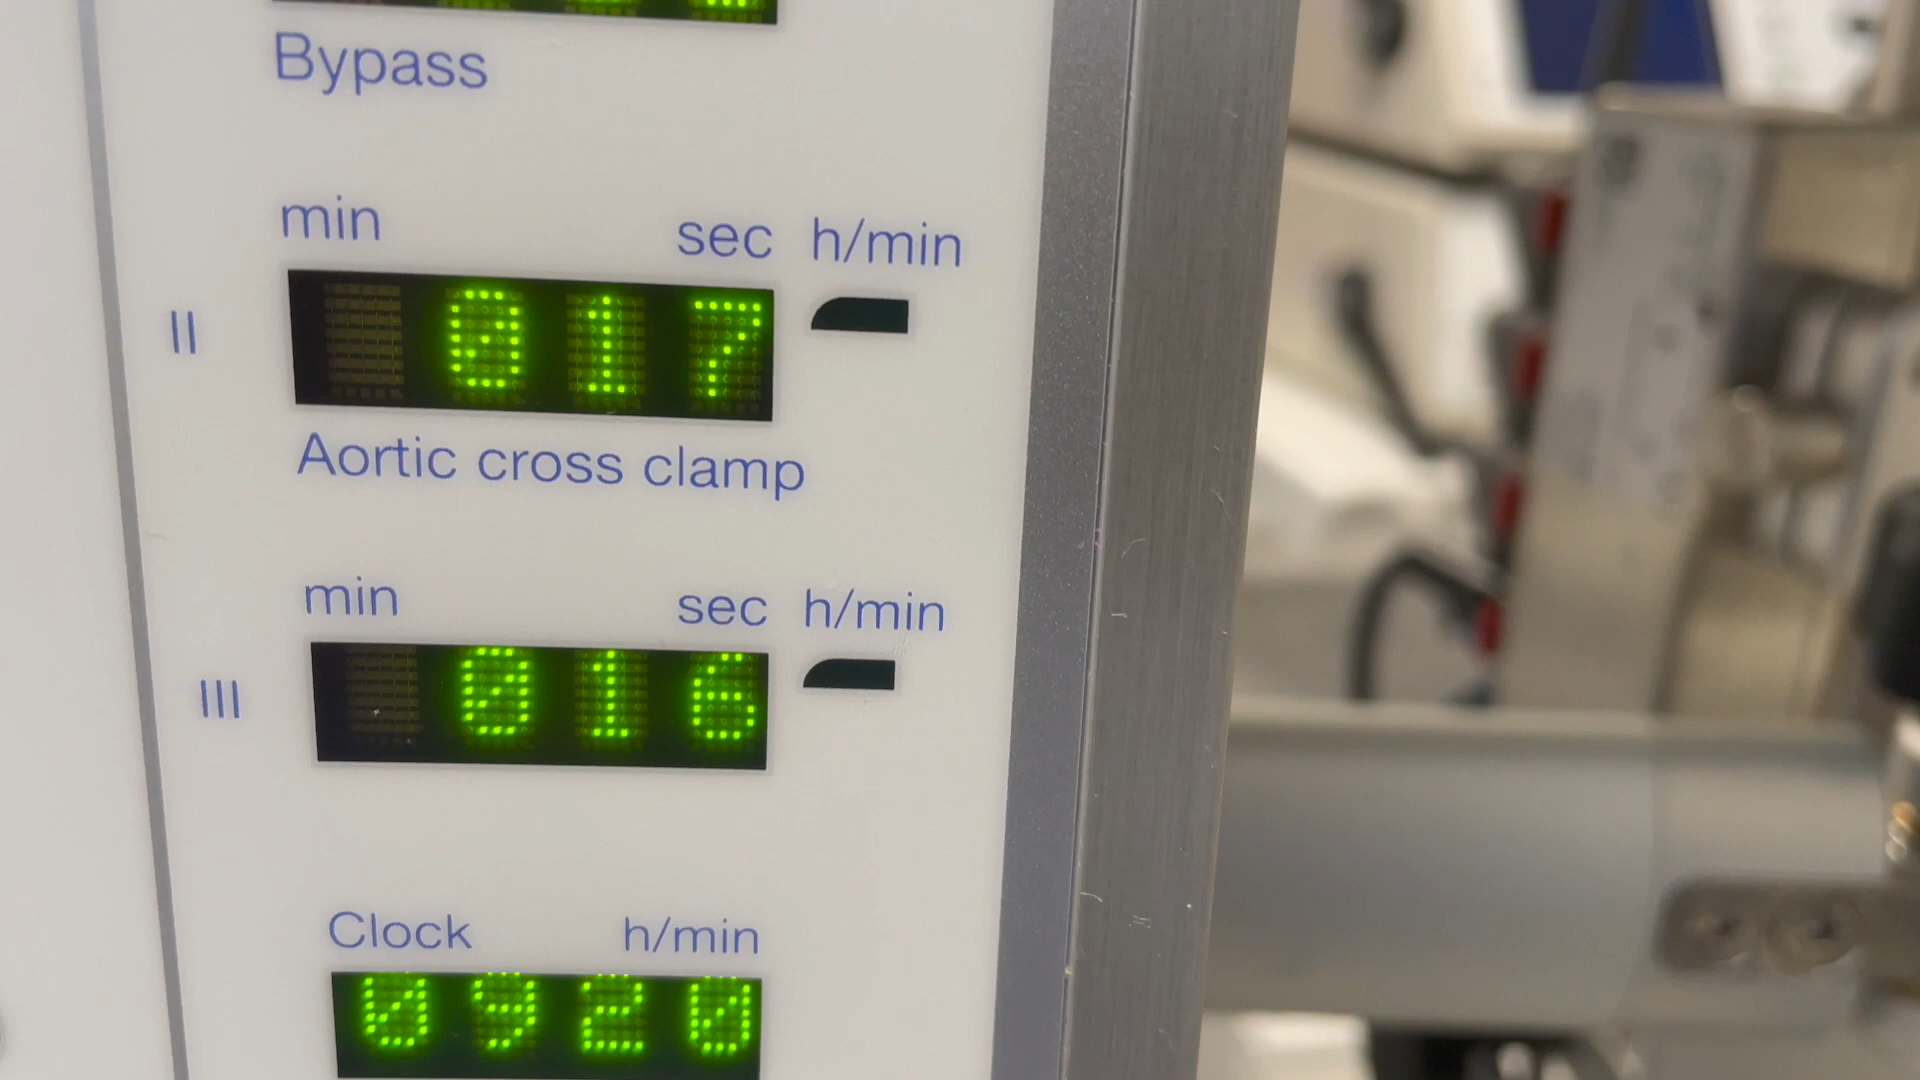 Bypass
min sec h/min
II 017
Aortic cross clamp
min sec h/min
III 016
Clock h/min
0920